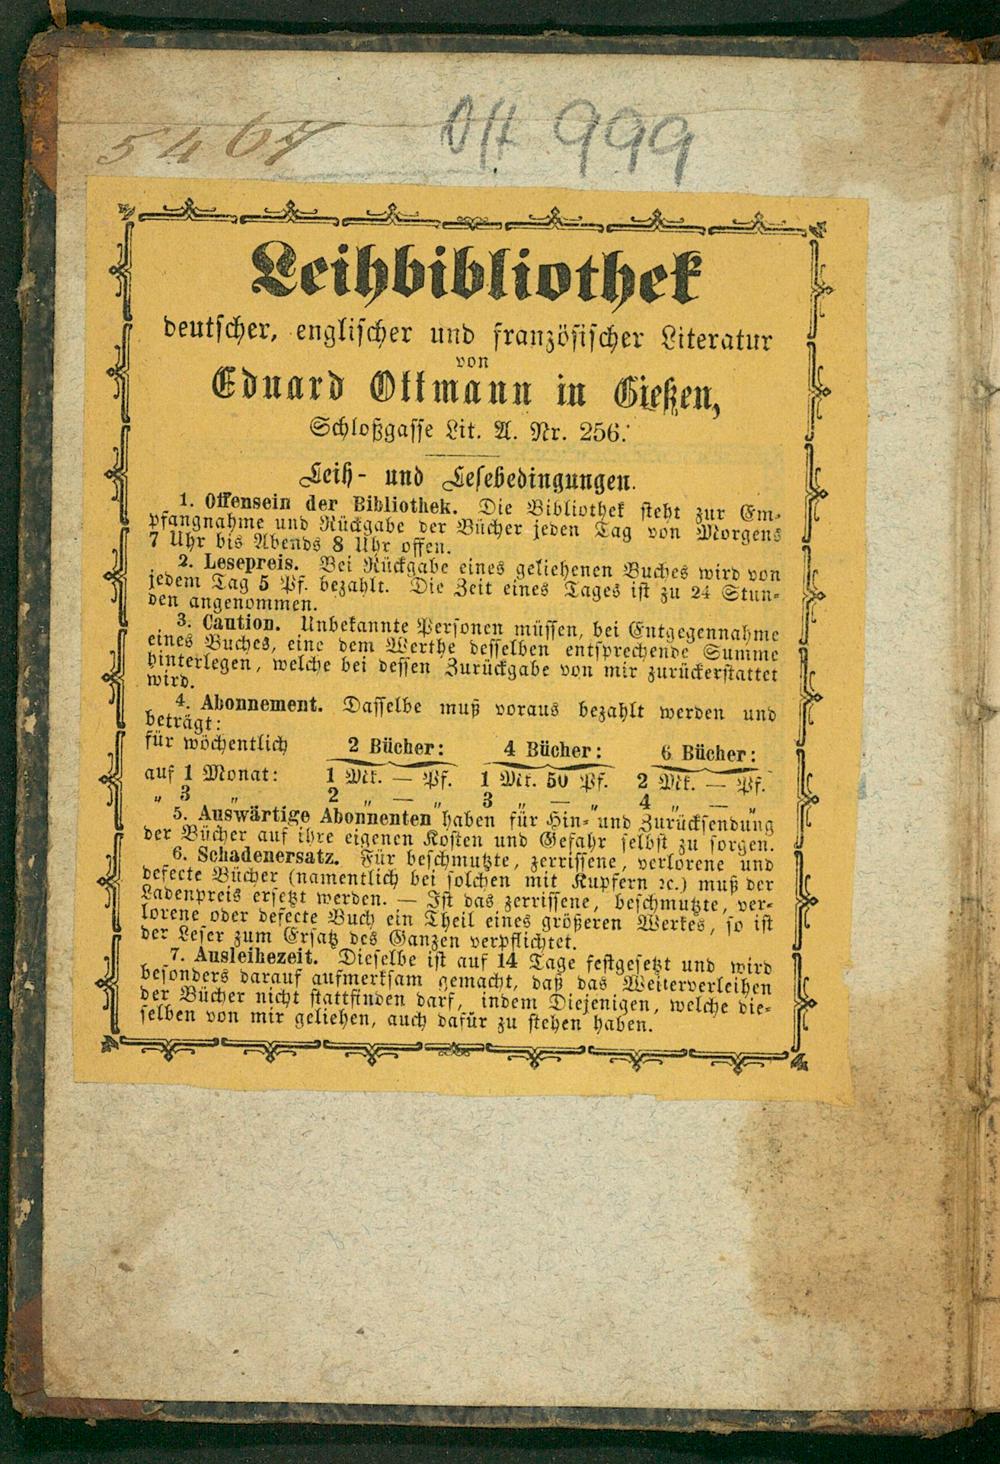 5467
Ott 999
Leihbibliothek
deutscher, englischer und französischer Literatur
von
Eduard Ottmann in Gießen,
Schloßgasse Lit. A. Nr. 256.
Leih- und Lesebedingungen.
1. Offensein der Bibliothek. Die Bibliothek steht zur Em-
pfangnahme und Rückgabe der Bücher jeden Tag von Morgens
7 Uhr bis Abends 8 Uhr offen.
2. Lesepreis. Bei Rückgabe eines geliehenen Buches wird von
jedem Tag 5 Pf. bezahlt. Die Zeit eines Tages ist zu 24 Stun-
den angenommen.
3. Caution. Unbekannte Personen müssen, bei Entgegennahme
eines Buches, eine dem Werthe desselben entsprechende Summe
hinterlegen, welche bei dessen Zurückgabe von mir zurückerstattet
wird.
4. Abonnement. Dasselbe muß voraus bezahlt werden und
beträgt:
für wöchentlich 2 Bücher: 4 Bücher: 6 Bücher:
auf 1 Monat: 1 Mk. — Pf. 1 Mk. 50 Pf. 2 Mk. — Pf.
„ 3 „ 2 „ — „ 3 „ — „ 4 „ — „
5. Auswärtige Abonnenten haben für Hin- und Zurücksendung
der Bücher auf ihre eigenen Kosten und Gefahr selbst zu sorgen.
6. Schadenersatz. Für beschmutzte, zerrissene, verlorene und
defecte Bücher (namentlich bei solchen mit Kupfern ꝛc.) muß der
Ladenpreis ersetzt werden. — Ist das zerrissene, beschmutzte, ver-
lorene oder defecte Buch ein Theil eines größeren Werkes, so ist
der Leser zum Ersatz des Ganzen verpflichtet.
7. Ausleihezeit. Dieselbe ist auf 14 Tage festgesetzt und wird
besonders darauf aufmerksam gemacht, daß das Weiterverleihen
der Bücher nicht stattfinden darf, indem Diejenigen, welche die-
selben von mir geliehen, auch dafür zu stehen haben.